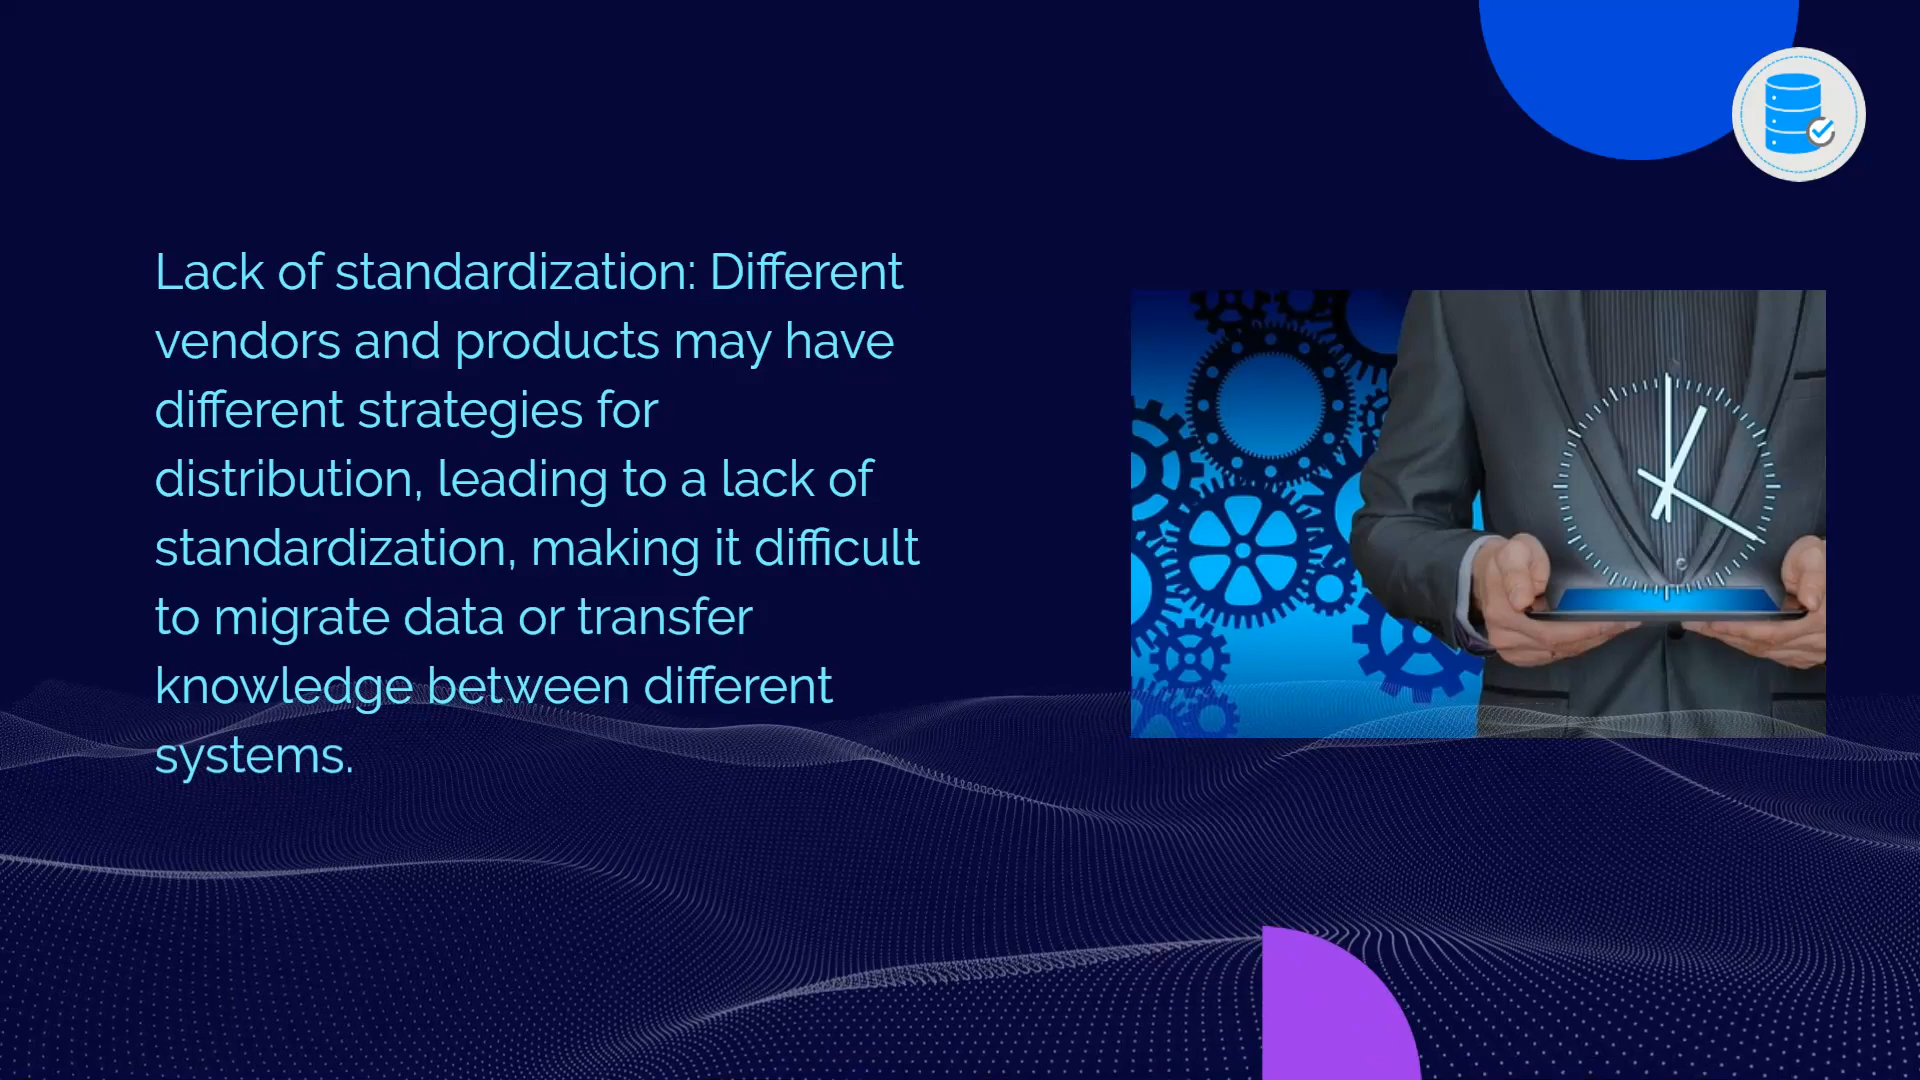 Lack of standardization: Different
vendors and products may have
different strategies for
distribution, leading to a lack of
standardization, making it difficult
to migrate data or transfer
knowledge between different
systems.